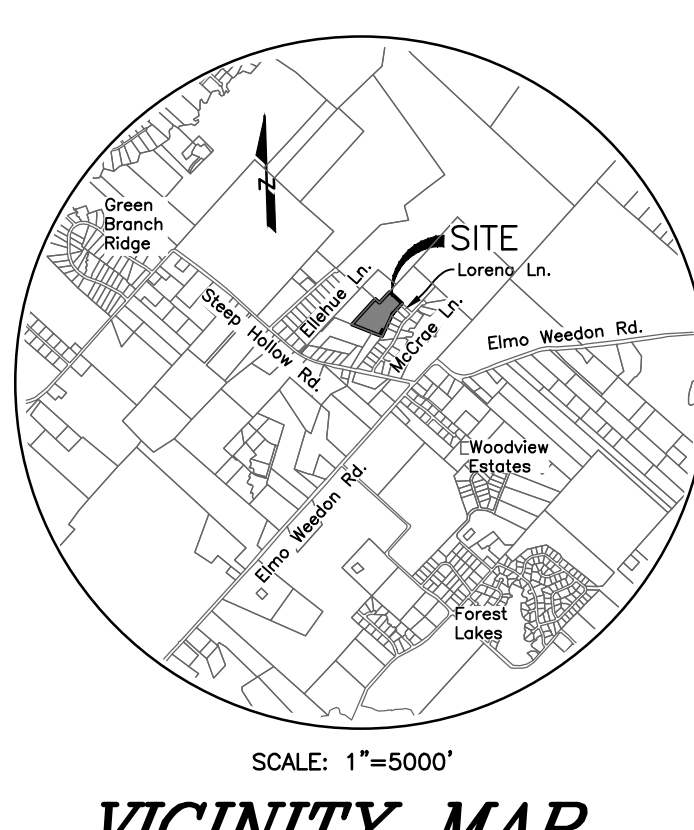 Green
Branch
Ridge
N
SITE
Lorena Ln.
Ellehue Ln.
Steep Hollow Rd.
McCrae Ln.
Elmo Weedon Rd.
Woodview
Estates
Elmo Weedon Rd.
Forest
Lakes
SCALE: 1"=5000'
VICINITY MAP